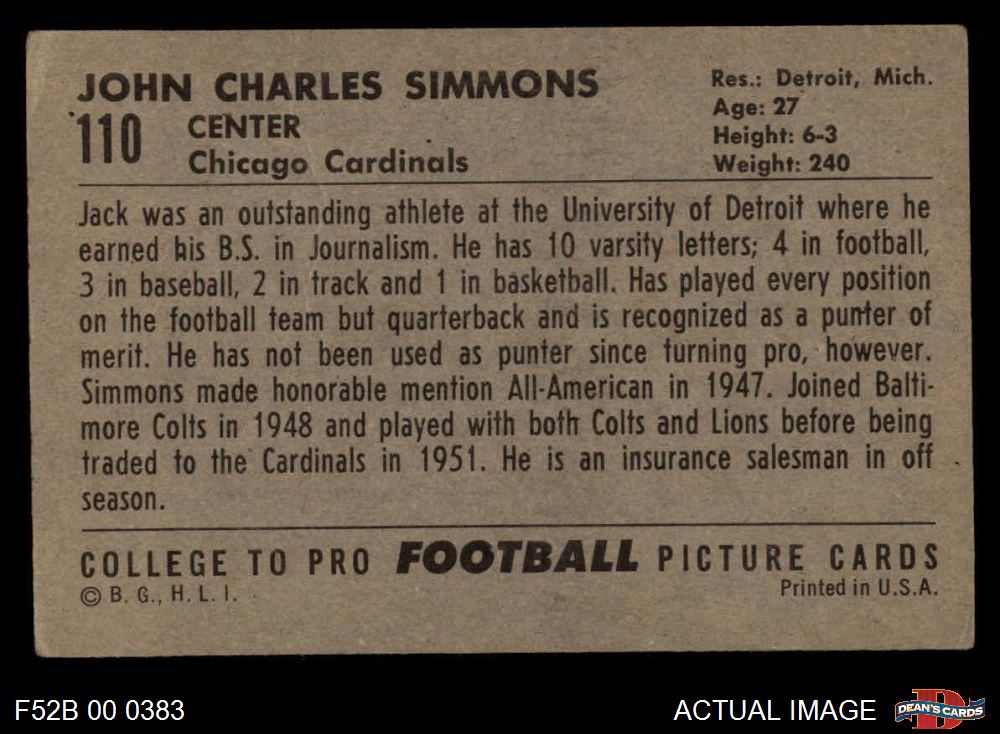 JOHN CHARLES SIMMONS
110 CENTER
Chicago Cardinals
Res.: Detroit, Mich.
Age: 27
Height: 6-3
Weight: 240
Jack was an outstanding athlete at the University of Detroit where he
earned his B.S. in Journalism. He has 10 varsity letters; 4 in football,
3 in baseball, 2 in track and 1 in basketball. Has played every position
on the football team but quarterback and is recognized as a punter of
merit. He has not been used as punter since turning pro, however.
Simmons made honorable mention All-American in 1947. Joined Balti-
more Colts in 1948 and played with both Colts and Lions before being
traded to the Cardinals in 1951. He is an insurance salesman in off
season.
COLLEGE TO PRO FOOTBALL PICTURE CARDS
© B. G., H. L. I.
Printed in U.S.A.
F52B 00 0383
ACTUAL IMAGE
DEAN'S CARDS